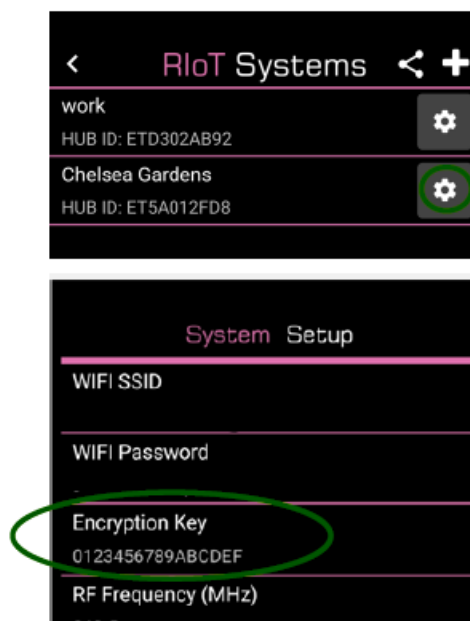 RIoT Systems
work
HUB ID: ETD302AB92
Chelsea Gardens
HUB ID: ET5A012FD8
System Setup
WIFI SSID
WIFI Password
Encryption Key
0123456789ABCDEF
RF Frequency (MHz)